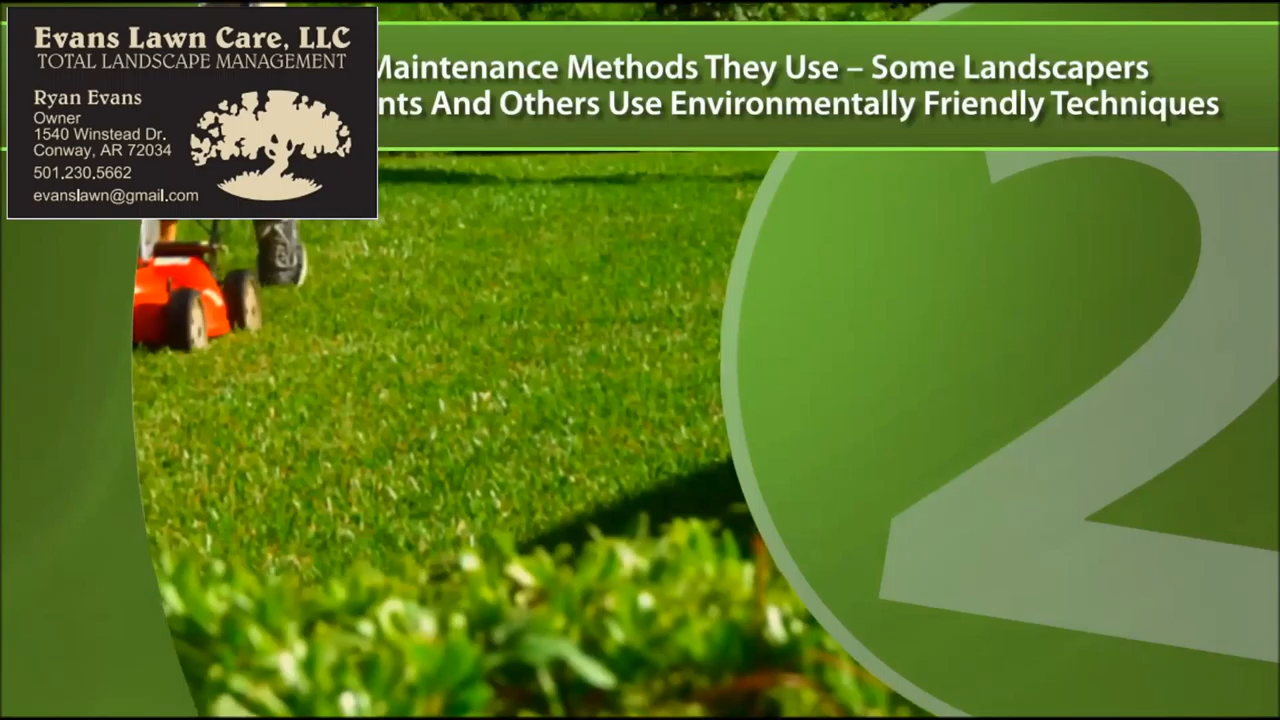 Evans Lawn Care, LLC
TOTAL LANDSCAPE MANAGEMENT
Ryan Evans
Owner
1540 Winstead Dr.
Conway, AR 72034
501.230.5662
evanslawn@gmail.com
Maintenance Methods They Use – Some Landscapers
And Others Use Environmentally Friendly Techniques
2